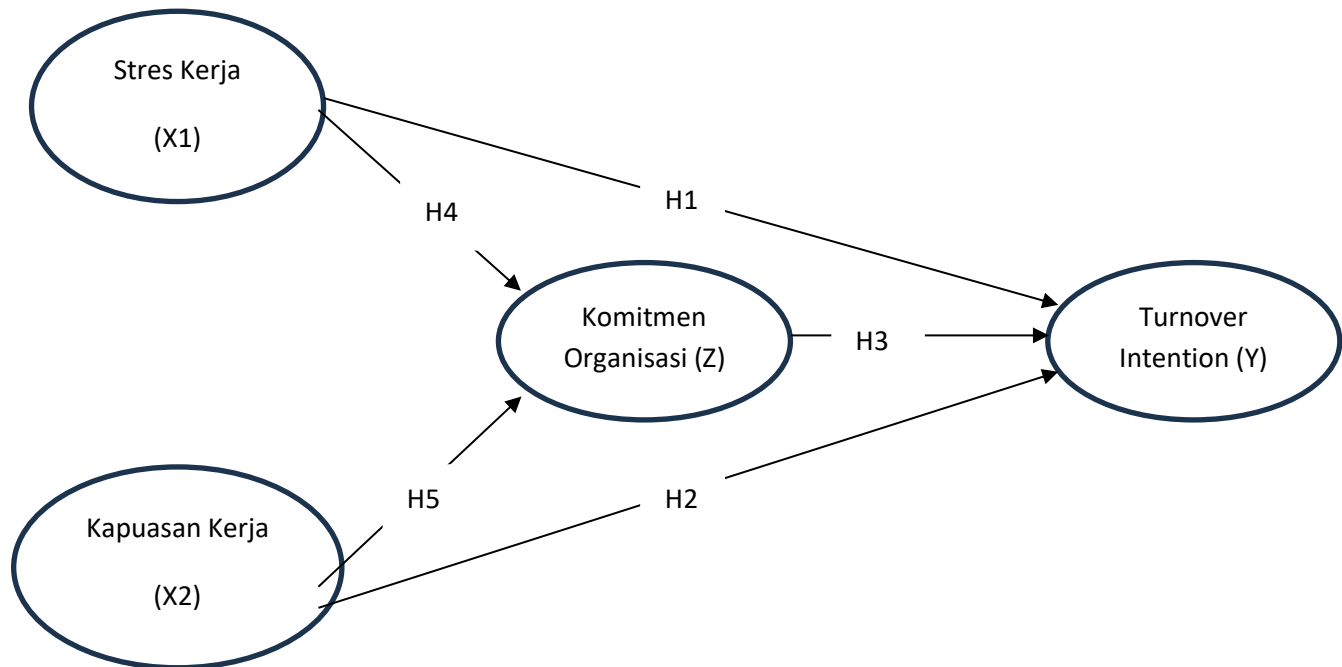 Stres Kerja
(X1)
H1
H4
Komitmen
Organisasi (Z)
H3
Turnover
Intention (Y)
H5
H2
Kapuasan Kerja
(X2)